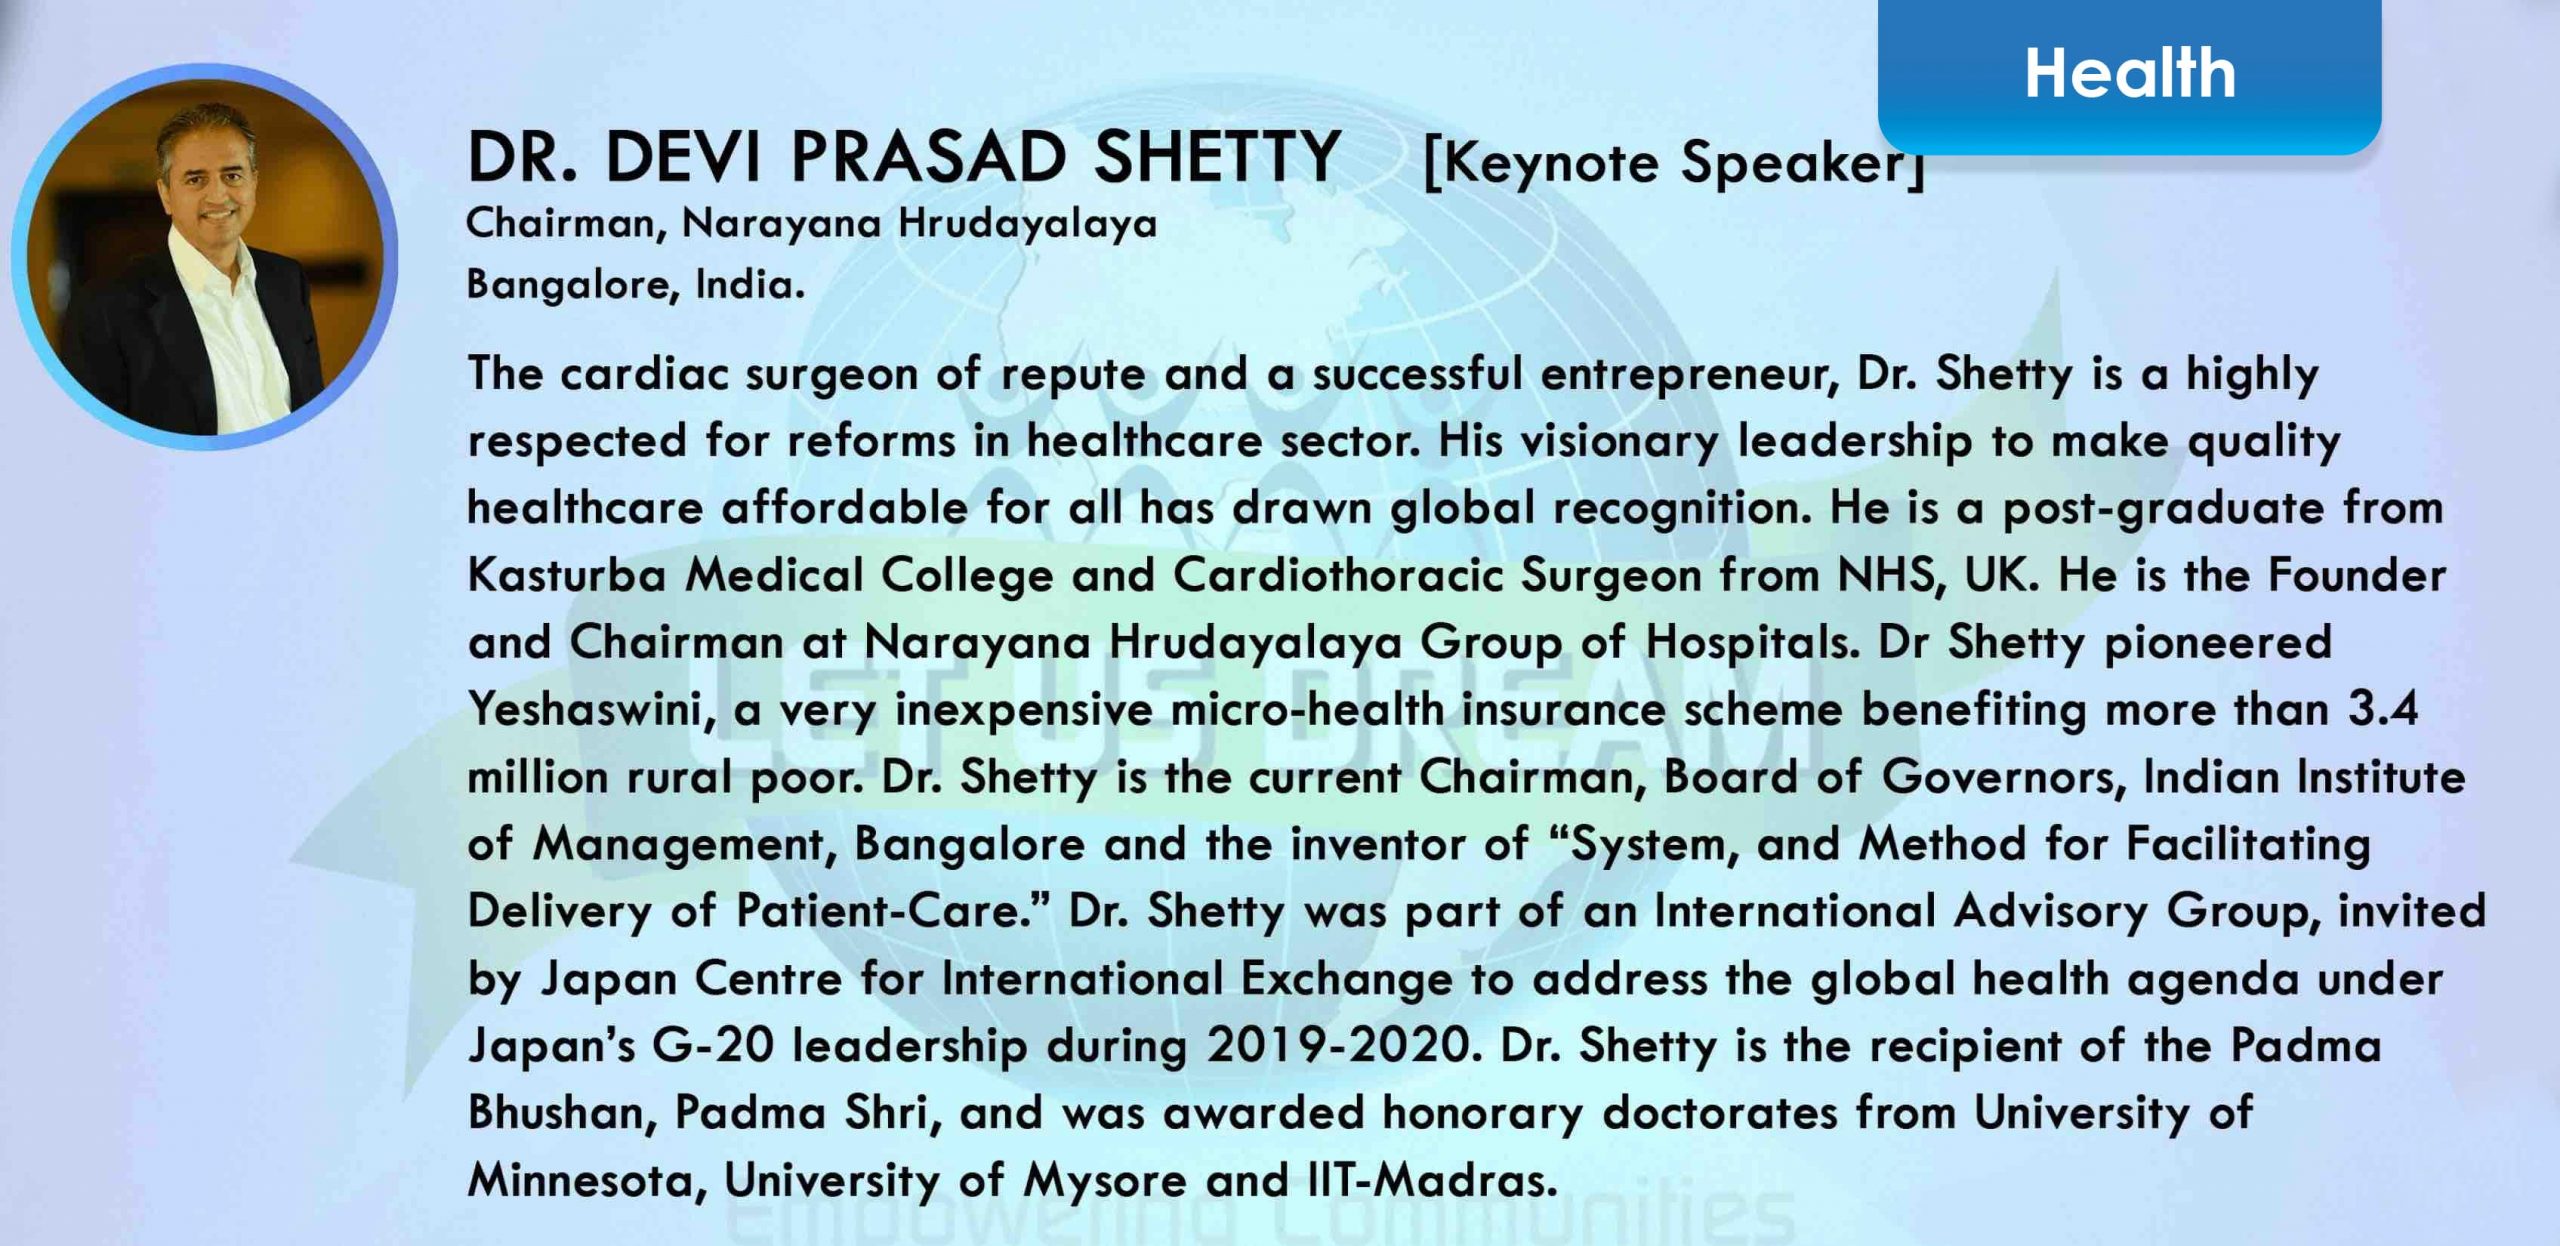 Health
DR. DEVI PRASAD SHETTY [Keynote Speaker]
Chairman, Narayana Hrudayalaya
Bangalore, India.
The cardiac surgeon of repute and a successful entrepreneur, Dr. Shetty is a highly
respected for reforms in healthcare sector. His visionary leadership to make quality
healthcare affordable for all has drawn global recognition. He is a post-graduate from
Kasturba Medical College and Cardiothoracic Surgeon from NHS, UK. He is the Founder
and Chairman at Narayana Hrudayalaya Group of Hospitals. Dr Shetty pioneered
Yeshaswini, a very inexpensive micro-health insurance scheme benefiting more than 3.4
million rural poor. Dr. Shetty is the current Chairman, Board of Governors, Indian Institute
of Management, Bangalore and the inventor of “System, and Method for Facilitating
Delivery of Patient-Care.” Dr. Shetty was part of an International Advisory Group, invited
by Japan Centre for International Exchange to address the global health agenda under
Japan’s G-20 leadership during 2019-2020. Dr. Shetty is the recipient of the Padma
Bhushan, Padma Shri, and was awarded honorary doctorates from University of
Minnesota, University of Mysore and IIT-Madras.
LET US DREAM
Empowering Communities